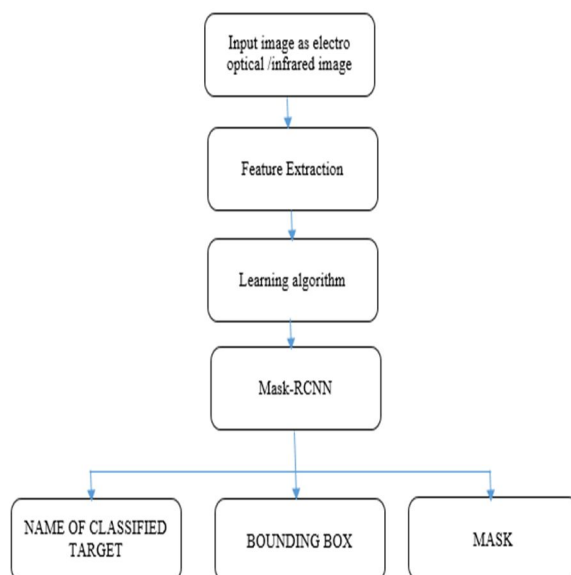 Input image as electro
optical /infrared image
Feature Extraction
Learning algorithm
Mask-RCNN
NAME OF CLASSIFIED
TARGET
BOUNDING BOX
MASK